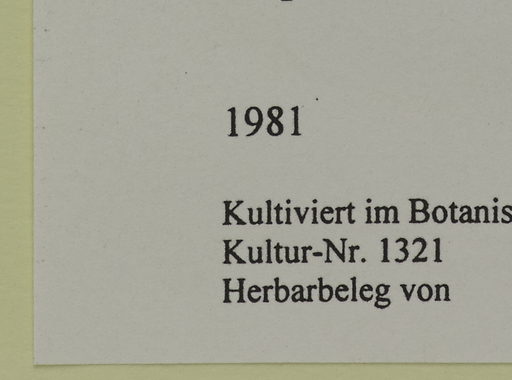 1981
Kultiviert im Botanis
Kultur-Nr. 1321
Herbarbeleg von